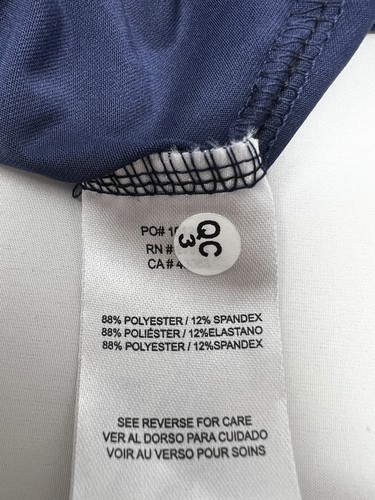 PO# 1
RN #
CA # 4
QC
3
88% POLYESTER / 12% SPANDEX
88% POLIÉSTER / 12%ELASTANO
88% POLYESTER / 12%SPANDEX
SEE REVERSE FOR CARE
VER AL DORSO PARA CUIDADO
VOIR AU VERSO POUR SOINS